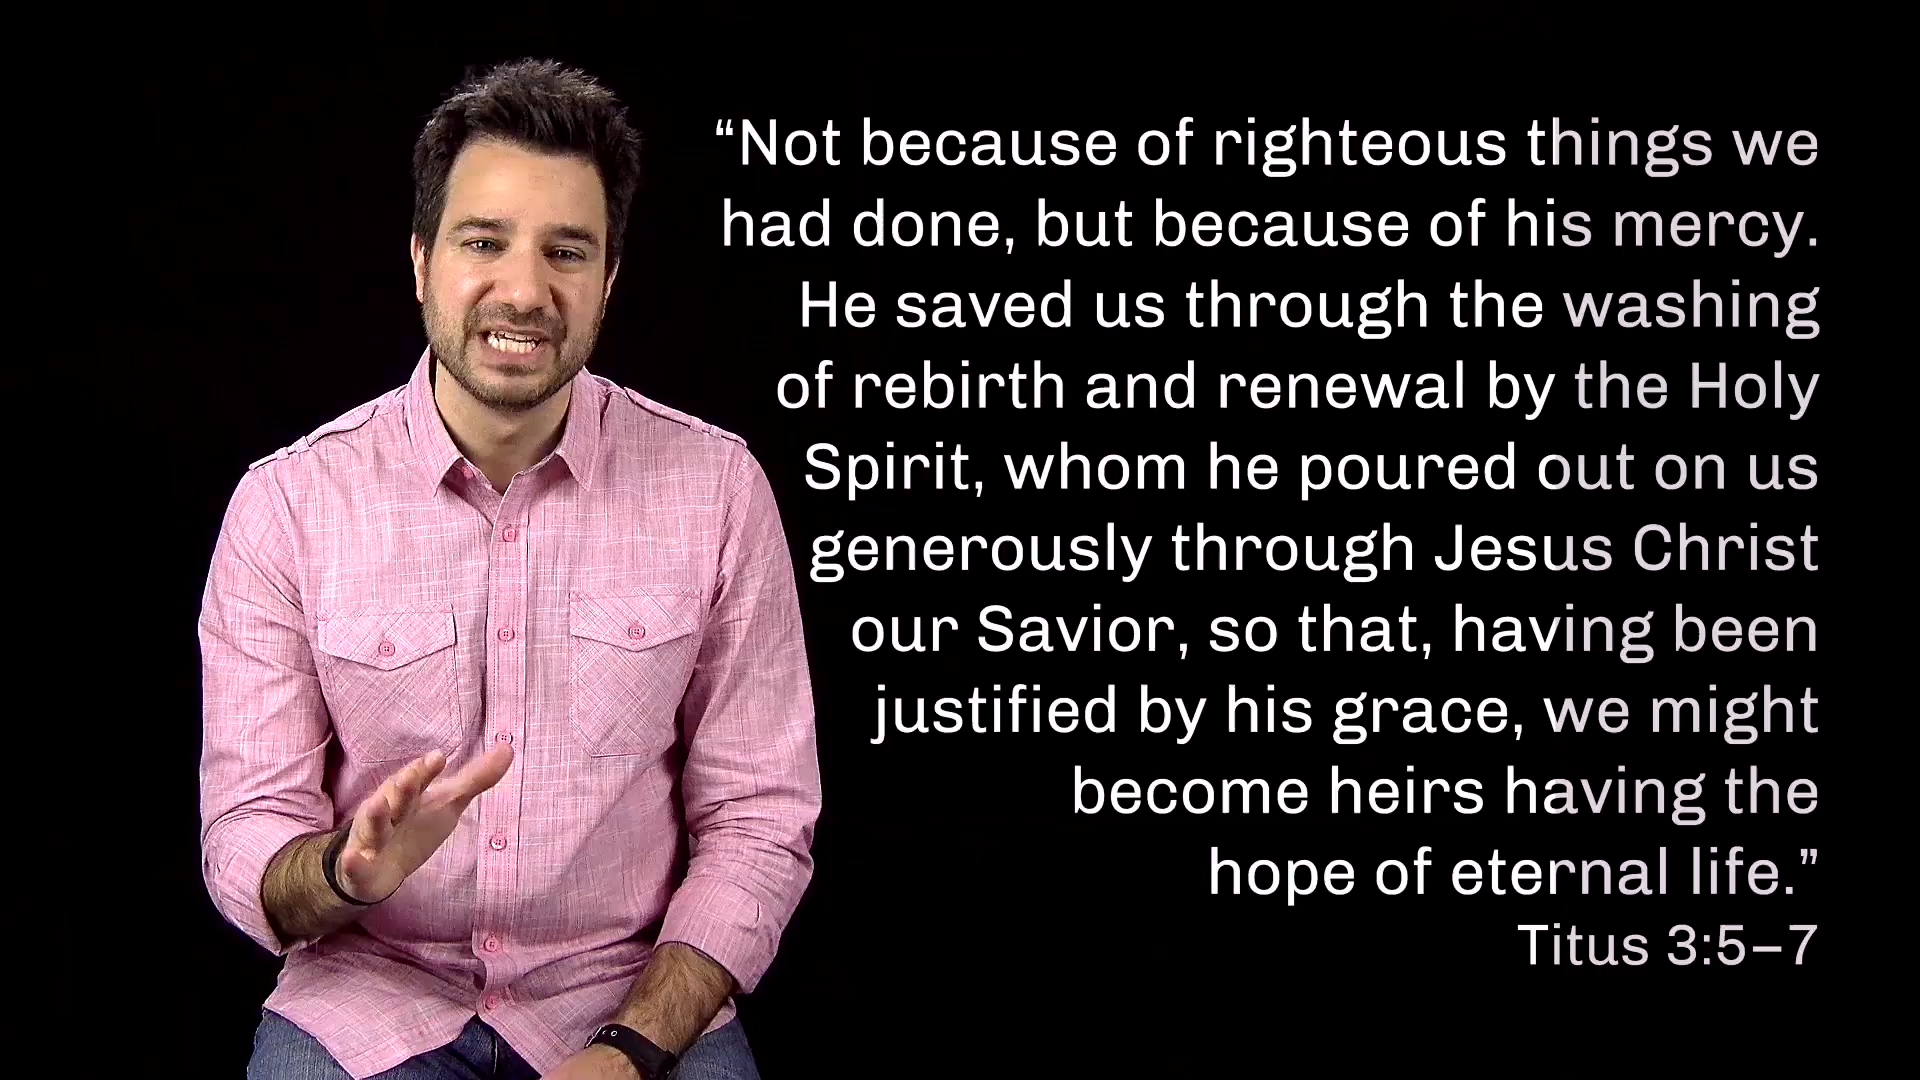 “Not because of righteous things we
had done, but because of his mercy.
He saved us through the washing
of rebirth and renewal by the Holy
Spirit, whom he poured out on us
generously through Jesus Christ
our Savior, so that, having been
justified by his grace, we might
become heirs having the
hope of eternal life.”
Titus 3:5–7